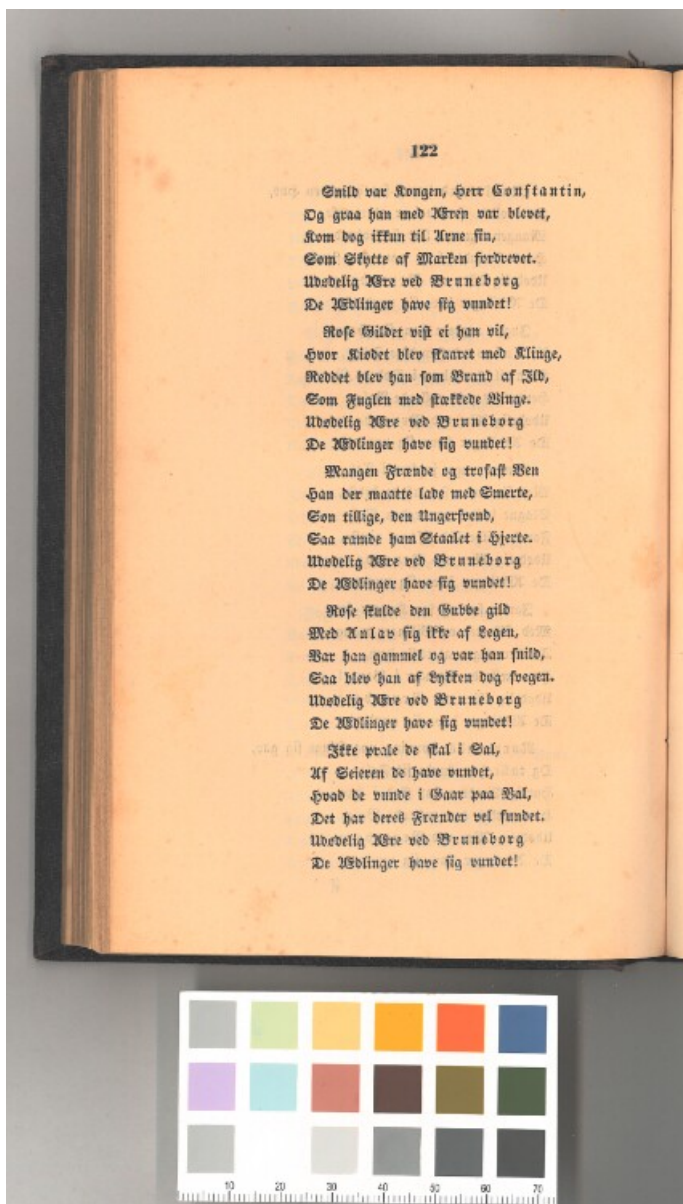 122
Snild var Kongen, Herr Constantin,
Og graa han med Æren var blevet,
Kom dog ikkun til Arne sin,
Som Skytte af Marken fordrevet.
Udødelig Ære ved Bruneborg
De Ædlinger have sig vundet!
Rose Gildet vist ei han vil,
Hvor Kiødet blev skaaret med Klinge,
Reddet blev han som Brand af Ild,
Som Fuglen med stækkede Vinge.
Udødelig Ære ved Bruneborg
De Ædlinger have sig vundet!
Mangen Frænde og trofast Ven
Han der maatte lade med Smerte,
Søn tillige, den Ungersvend,
Saa ramde ham Staalet i Hjerte.
Udødelig Ære ved Bruneborg
De Ædlinger have sig vundet!
Rose skulde den Gubbe gild
Med Anlav sig ikke af Legen,
Var han gammel og var han snild,
Saa blev han af Lykken dog svegen.
Udødelig Ære ved Bruneborg
De Ædlinger have sig vundet!
Ikke prale de skal i Sal,
Af Seieren de have vundet,
Hvad de vunde i Gaar paa Val,
Det har deres Frænder vel fundet.
Udødelig Ære ved Bruneborg
De Ædlinger have sig vundet!
10 20 30 40 50 60 70